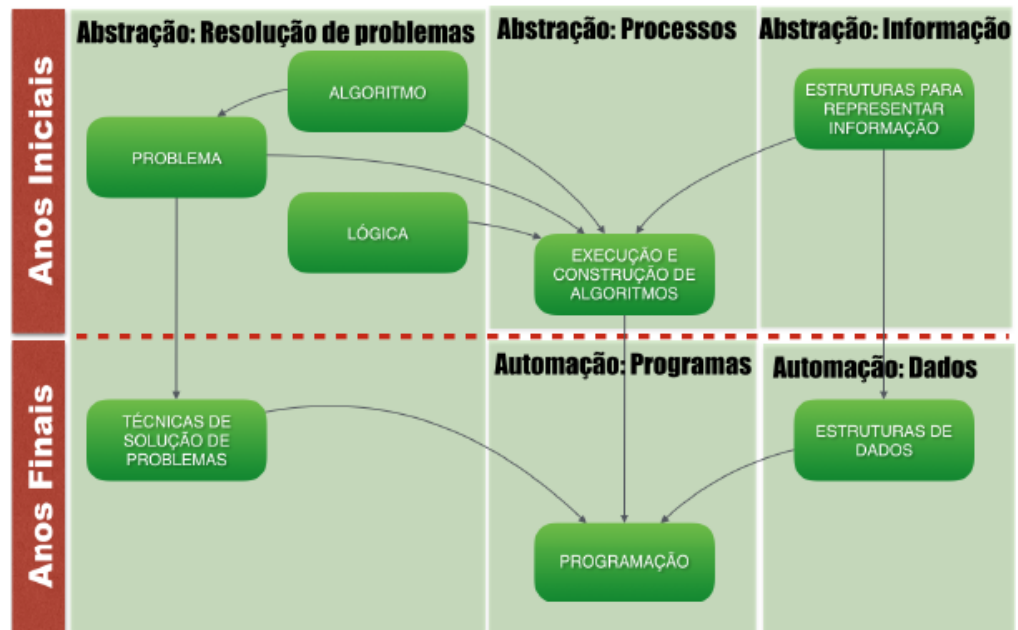 Anos Iniciais
Abstração: Resolução de problemas
Abstração: Processos
Abstração: Informação
ALGORITMO
PROBLEMA
LÓGICA
EXECUÇÃO E
CONSTRUÇÃO DE
ALGORITMOS
ESTRUTURAS PARA
REPRESENTAR
INFORMAÇÃO
Anos Finais
Automação: Programas
Automação: Dados
TÉCNICAS DE
SOLUÇÃO DE
PROBLEMAS
ESTRUTURAS DE
DADOS
PROGRAMAÇÃO